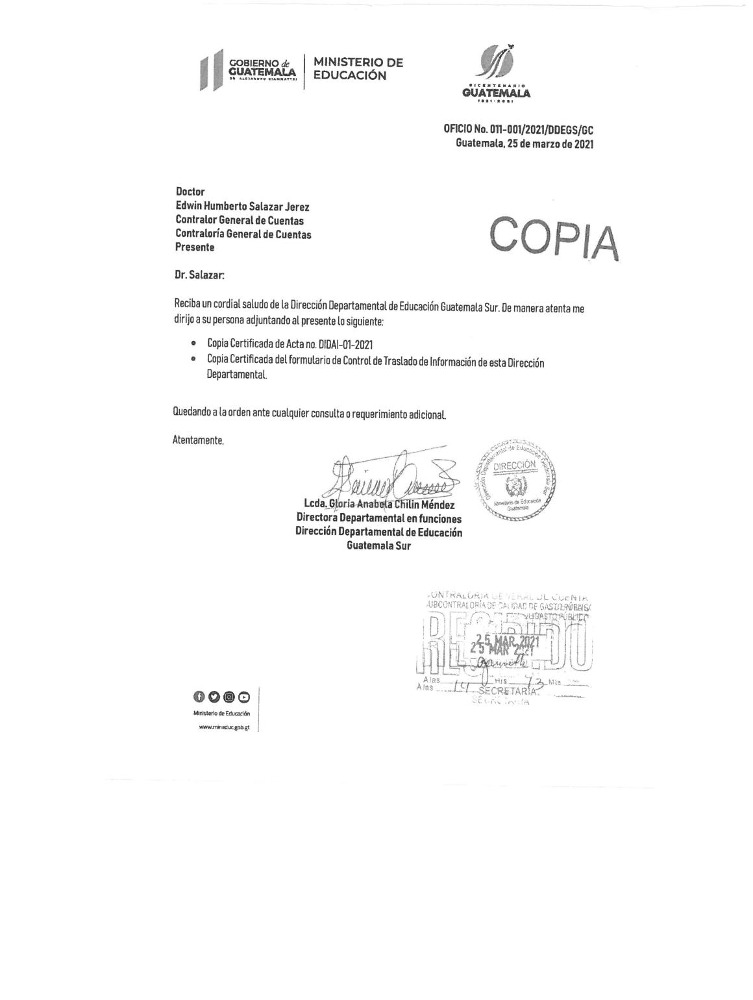 GOBIERNO de
GUATEMALA
DR. ALEJANDRO GIAMMATTEI
MINISTERIO DE
EDUCACIÓN
BICENTENARIO
GUATEMALA
1821-2021
OFICIO No. 011-001/2021/DDEGS/GC
Guatemala, 25 de marzo de 2021
Doctor
Edwin Humberto Salazar Jerez
Contralor General de Cuentas
Contraloría General de Cuentas
Presente
COPIA
Dr. Salazar:
Reciba un cordial saludo de la Dirección Departamental de Educación Guatemala Sur. De manera atenta me
dirijo a su persona adjuntando al presente lo siguiente:
• Copia Certificada de Acta no. DIDAI-01-2021
• Copia Certificada del formulario de Control de Traslado de Información de esta Dirección
Departamental.
Quedando a la orden ante cualquier consulta o requerimiento adicional.
Atentamente,
Dirección Departamental de Educación Guatemala Sur
DIRECCIÓN
Ministerio de Educación
Guatemala
Lcda. Gloria Anabela Chilin Méndez
Directora Departamental en funciones
Dirección Departamental de Educación
Guatemala Sur
CONTRALORÍA GENERAL DE CUENTAS
SUBCONTRALORÍA DE CALIDAD DE GASTO PÚBLICO
RECIBIDO
25 MAR 2021
25 MAR 2021
A las Hrs 13 Mts
A las 14 SECRETARIA
SECRETARIA
Ministerio de Educación
www.mineduc.gob.gt